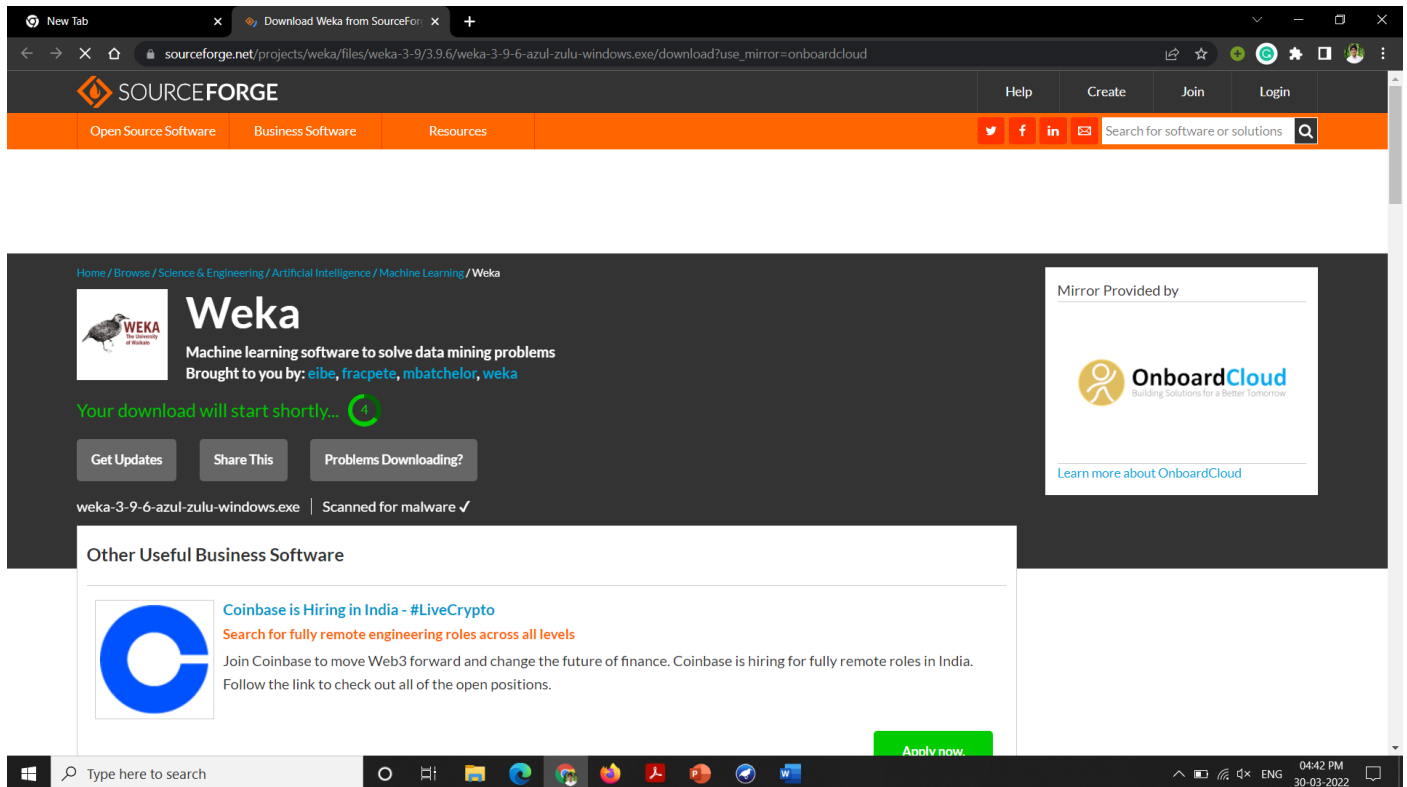 New Tab
Download Weka from SourceFor
sourceforge.net/projects/weka/files/weka-3-9/3.9.6/weka-3-9-6-azul-zulu-windows.exe/download?use_mirror=onboardcloud
SOURCEFORGE
Help Create Join Login
Open Source Software Business Software Resources
Search for software or solutions
Home / Browse / Science & Engineering / Artificial Intelligence / Machine Learning / Weka
WEKA
The University
of Waikato
Weka
Machine learning software to solve data mining problems
Brought to you by: eibe, fracpete, mbatchelor, weka
Your download will start shortly... 4
Get Updates Share This Problems Downloading?
weka-3-9-6-azul-zulu-windows.exe | Scanned for malware ✓
Mirror Provided by
OnboardCloud
Building Solutions for a Better Tomorrow
Learn more about OnboardCloud
Other Useful Business Software
Coinbase is Hiring in India - #LiveCrypto
Search for fully remote engineering roles across all levels
Join Coinbase to move Web3 forward and change the future of finance. Coinbase is hiring for fully remote roles in India.
Follow the link to check out all of the open positions.
Apply now.
Type here to search
ENG
04:42 PM
30-03-2022